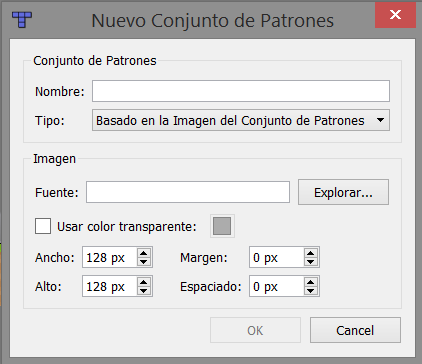 Nuevo Conjunto de Patrones
Conjunto de Patrones
Nombre:
Tipo: Basado en la Imagen del Conjunto de Patrones
Imagen
Fuente: Explorar...
Usar color transparente:
Ancho: 128 px Margen: 0 px
Alto: 128 px Espaciado: 0 px
OK Cancel